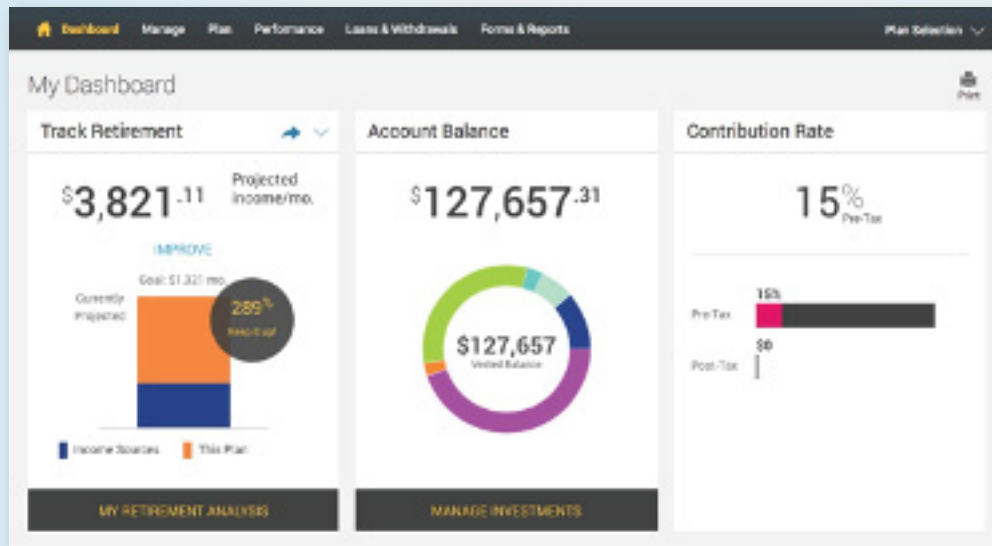 Dashboard Manage Plan Performance Loans & Withdrawals Forms & Reports Plan Selection
My Dashboard
Print
Track Retirement
$3,821.11 Projected Income/mo.
IMPROVE
Goal: $1,321 mo.
Currently
Projected
289%
Keep it up!
Income Sources This Plan
MY RETIREMENT ANALYSIS
Account Balance
$127,657.31
$127,657
Vested Balance
MANAGE INVESTMENTS
Contribution Rate
15% Pre-Tax
15%
Pre-Tax
$0
Post-Tax